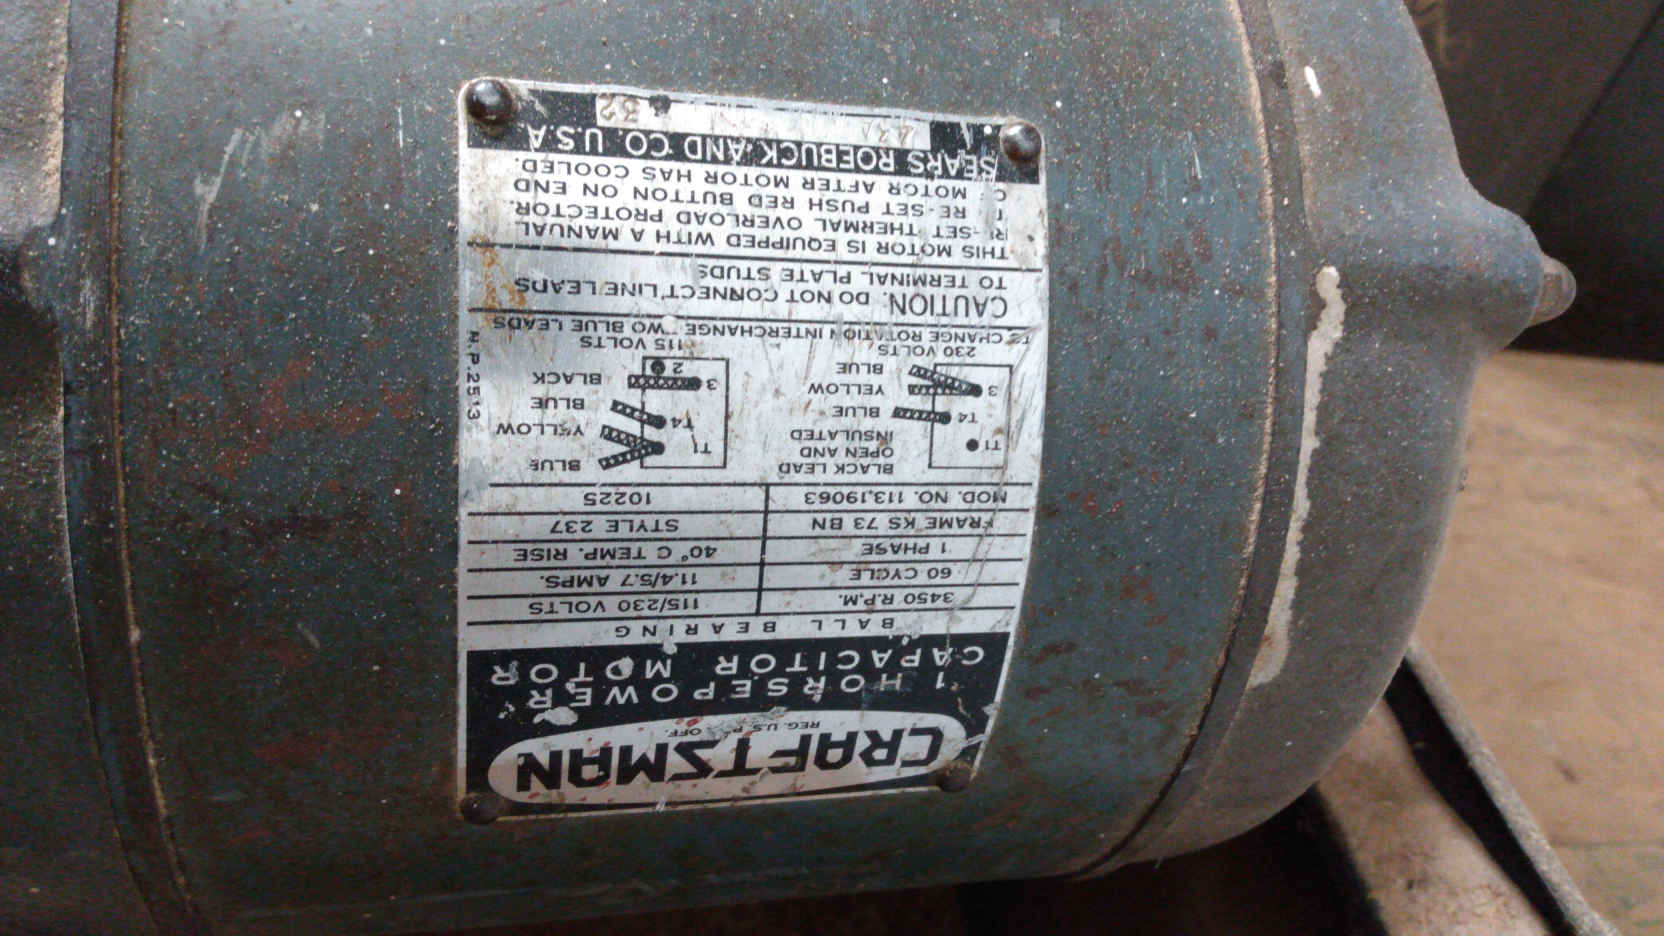 CRAFTSMAN
REG. U.S. OFF.
1 HORSEPOWER
CAPACITOR MOTOR
BALL BEARING
3450 R.P.M. 115/230 VOLTS
60 CYCLE 11.4/5.7 AMPS.
1 PHASE 40°C TEMP. RISE
FRAME KS 73 BN STYLE 237
MOD. NO. 113.19063 10225
BLACK LEAD
OPEN AND
INSULATED
T1
T4 BLUE
3 YELLOW
BLUE
230 VOLTS
T1 BLUE
YELLOW
T4 BLUE
3 BLACK
2
115 VOLTS
CHANGE ROTATION INTERCHANGE BLUE LEADS
CAUTION: DO NOT CONNECT LINE LEADS
TO TERMINAL PLATE STUDS
THIS MOTOR IS EQUIPPED WITH A MANUAL
-SET THERMAL OVERLOAD PROTECTOR.
RE-SET PUSH RED BUTTON ON END
MOTOR AFTER MOTOR HAS COOLED.
SEARS ROEBUCK AND CO. U.S.A.
32